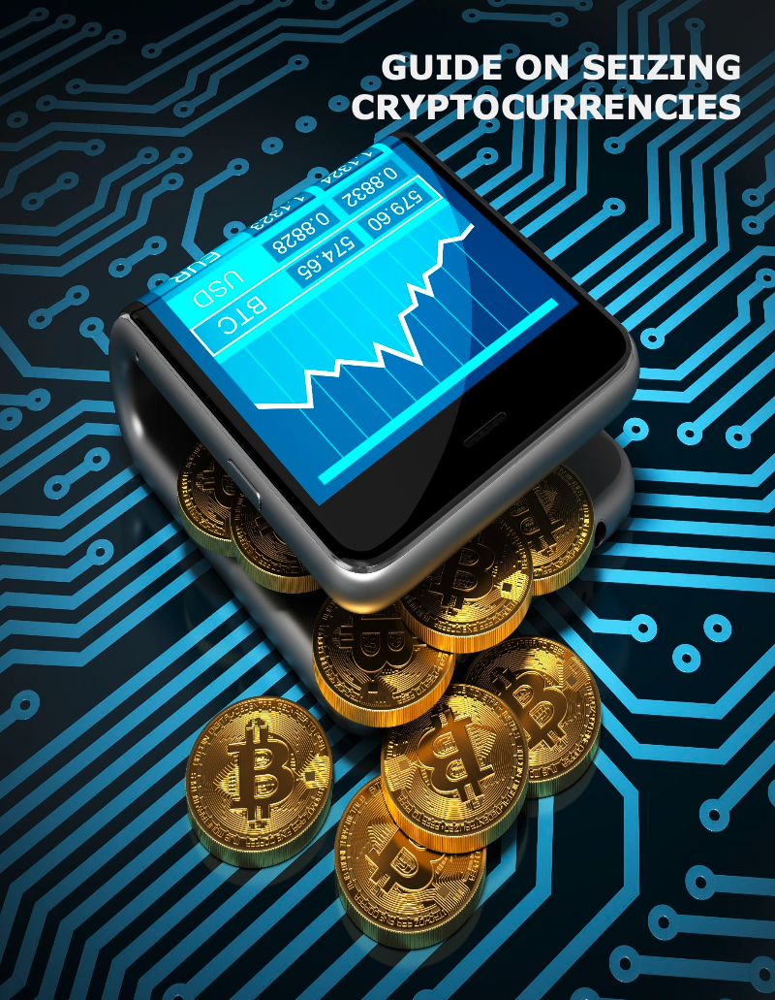 GUIDE ON SEIZING
CRYPTOCURRENCIES
1.1324
1.1323
EUR
0.8832
0.8828
USD
579.60
574.65
BTC